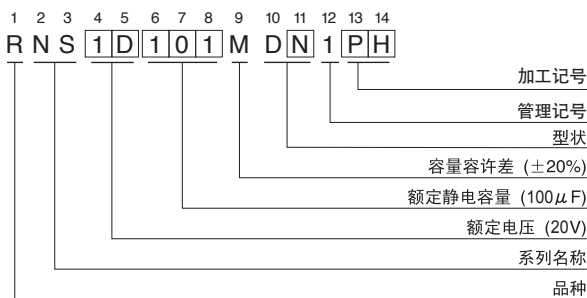 1 2 3 4 5 6 7 8 9 10 11 12 13 14
R N S 1 D 1 0 1 M D N 1 P H
加工记号
管理记号
型状
容量容许差 (±20%)
额定静电容量 (100μF)
额定电压 (20V)
系列名称
品种